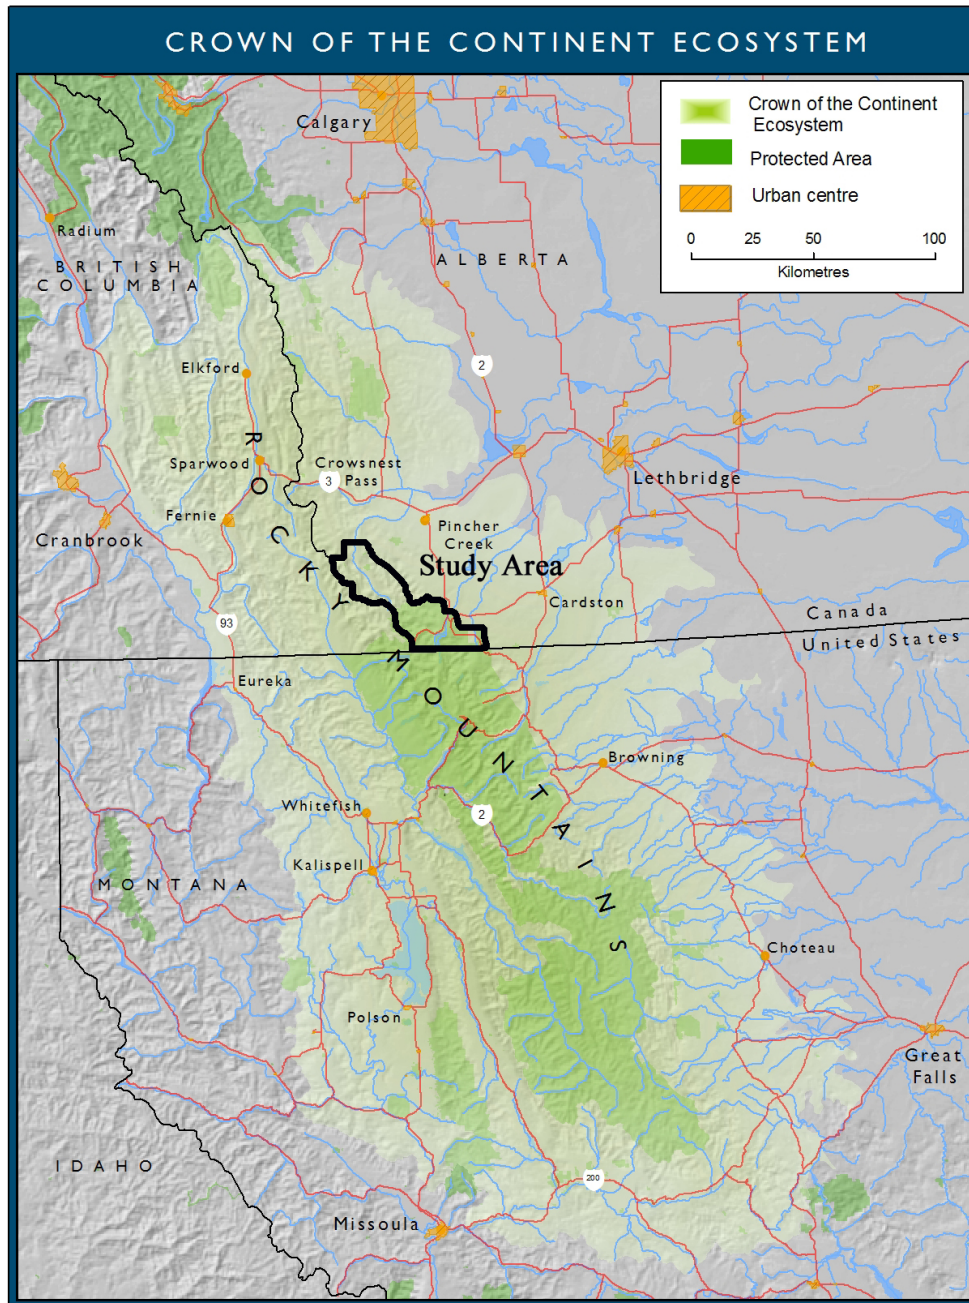 CROWN OF THE CONTINENT ECOSYSTEM
Crown of the Continent
Ecosystem
Protected Area
Urban centre
0 25 50 100
Kilometres
Calgary
Radium
BRITISH
COLUMBIA
ALBERTA
Elkford
2
Sparwood
Crowsnest
Pass
3
Lethbridge
Fernie
Cranbrook
Pincher
Creek
Study Area
Cardston
93
Canada
United States
Eureka
ROCKY MOUNTAINS
Browning
Whitefish
2
Kalispell
MONTANA
Choteau
Polson
Great
Falls
IDAHO
200
Missoula